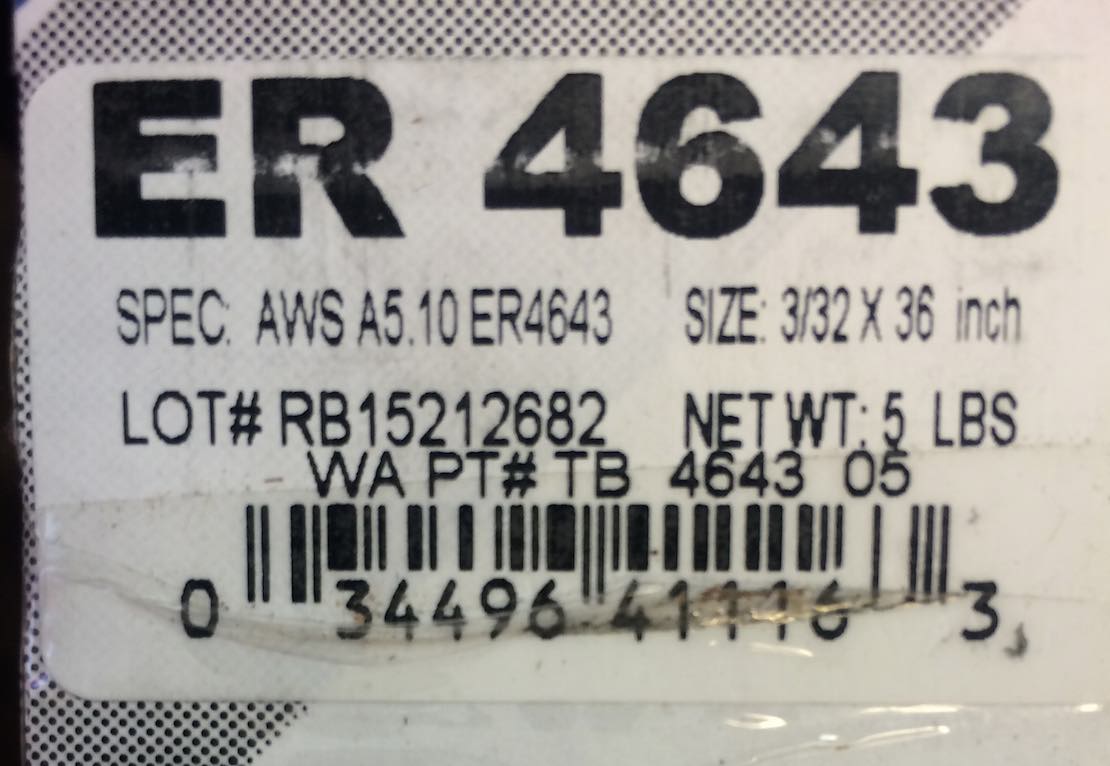 ER 4643
SPEC: AWS A5.10 ER4643 SIZE: 3/32 X 36 inch
LOT# RB15212682 NET WT: 5 LBS
WA PT# TB 4643 05
0 34496 41116 3